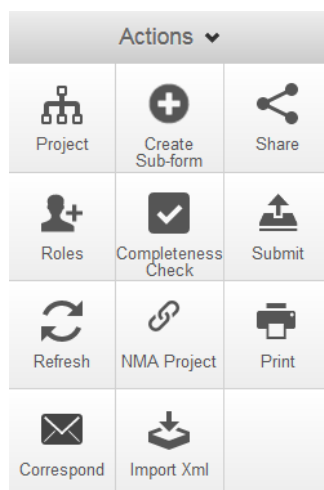 Actions
Project
Create
Sub-form
Share
Roles
Completeness
Check
Submit
Refresh
NMA Project
Print
Correspond
Import Xml